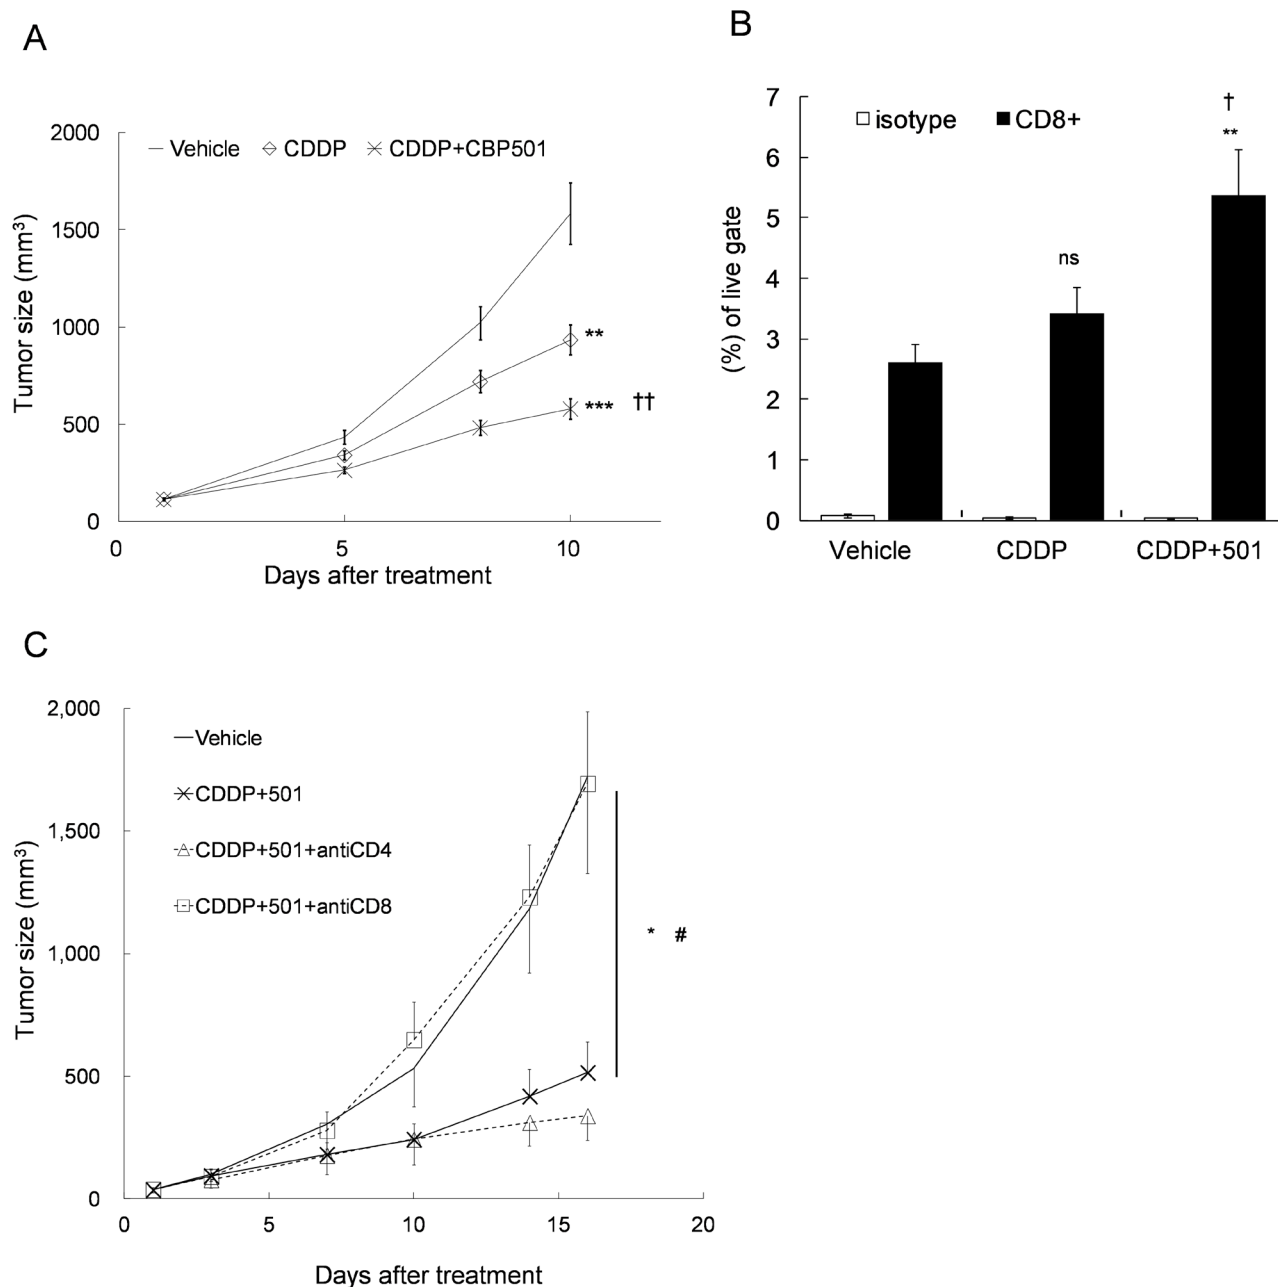 A
Vehicle CDDP CDDP+CBP501
Tumor size (mm³)
2000
1500
1000
500
0
**
*** ††
0 5 10
Days after treatment
B
isotype CD8+
(%) of live gate
7
6
5
4
3
2
1
0
ns
†
**
Vehicle CDDP CDDP+501
C
Vehicle
CDDP+501
CDDP+501+antiCD4
CDDP+501+antiCD8
Tumor size (mm³)
2,000
1,500
1,000
500
0
* #
0 5 10 15 20
Days after treatment